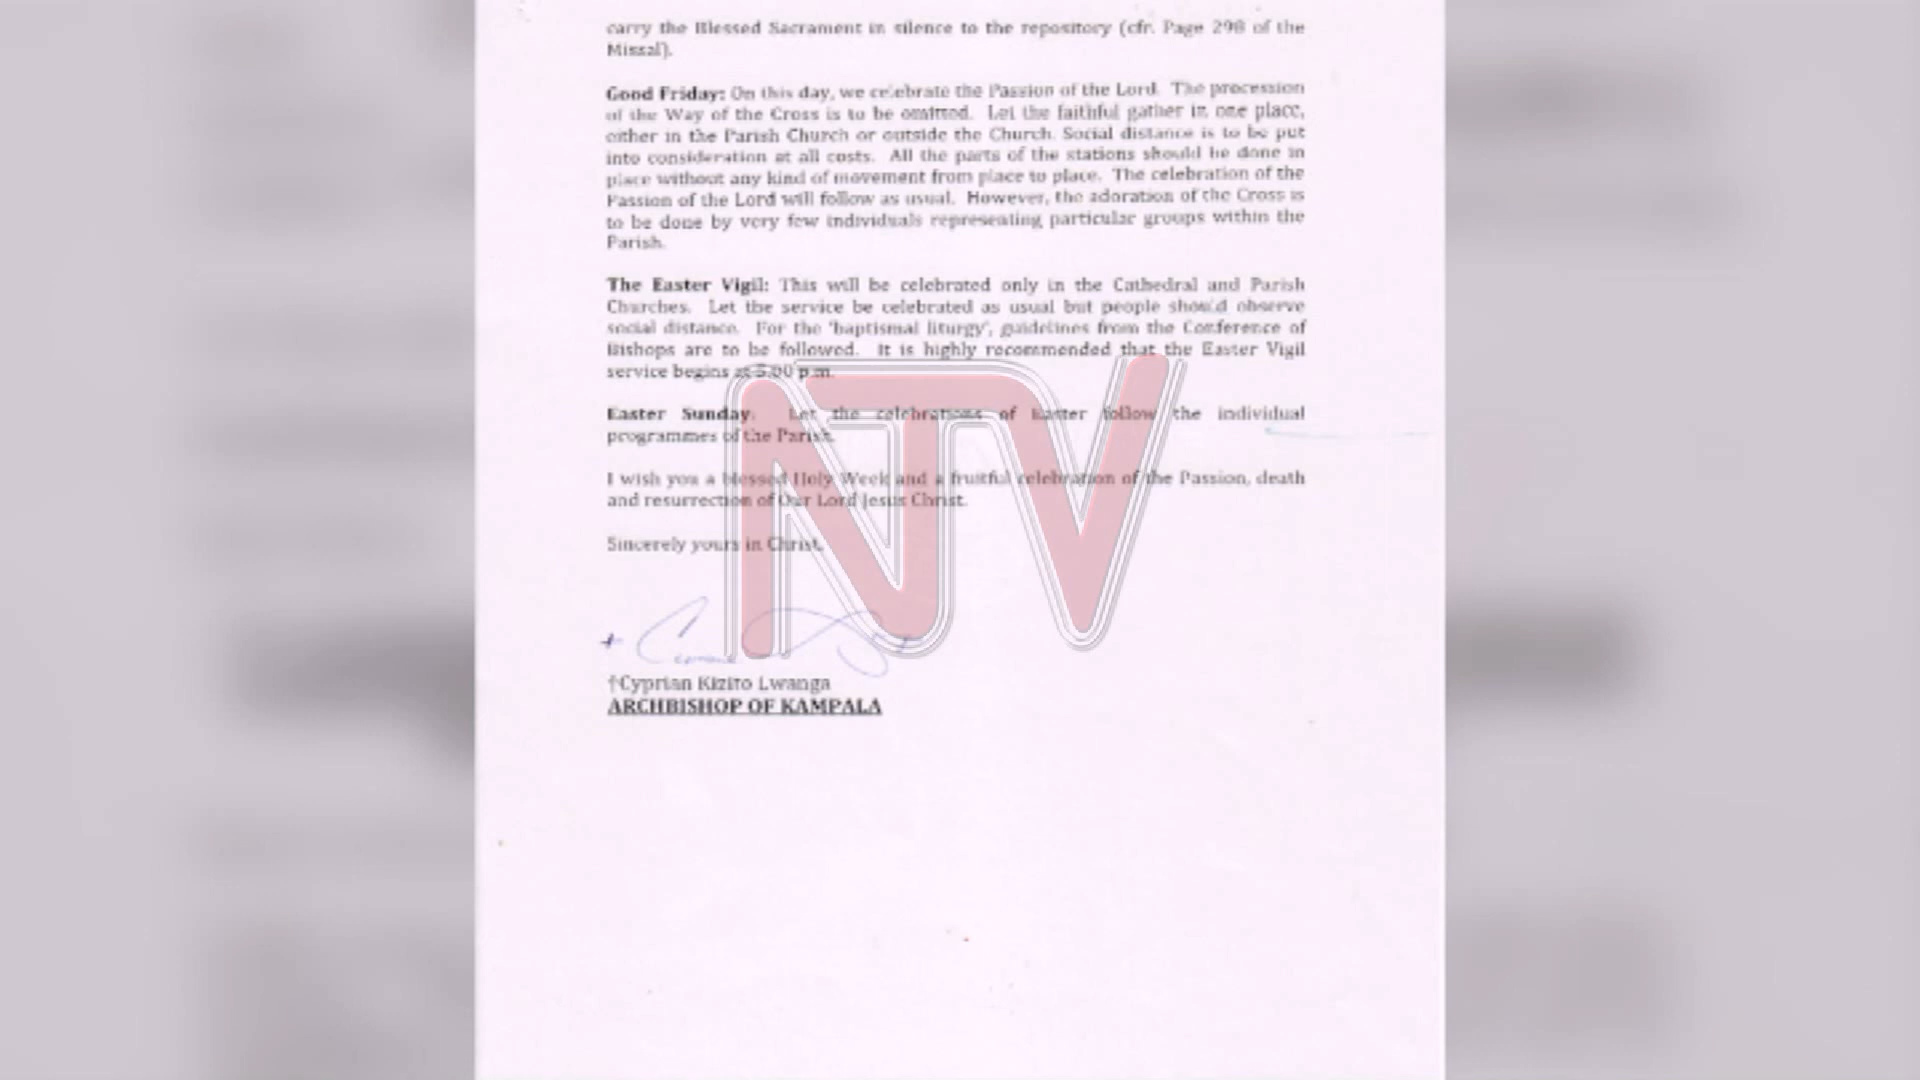 carry the Blessed Sacrament in silence to the repository (cfr. Page 298 of the
Missal).
Good Friday: On this day, we celebrate the Passion of the Lord. The procession
of the Way of the Cross is to be omitted. Let the faithful gather in one place,
either in the Parish Church or outside the Church. Social distance is to be put
into consideration at all costs. All the parts of the stations should be done in
place without any kind of movement from place to place. The celebration of the
Passion of the Lord will follow as usual. However, the adoration of the Cross is
to be done by very few individuals representing particular groups within the
Parish.
The Easter Vigil: This will be celebrated only in the Cathedral and Parish
Churches. Let the service be celebrated as usual but people should observe
social distance. For the 'baptismal liturgy', guidelines from the Conference of
Bishops are to be followed. It is highly recommended that the Easter Vigil
service begins at 5.00 p.m.
Easter Sunday: Let the celebrations of Easter follow the individual
programmes of the Parish.
I wish you a blessed Holy Week and a fruitful celebration of the Passion, death
and resurrection of Our Lord Jesus Christ.
Sincerely yours in Christ,
†Cyprian Kizito Lwanga
ARCHBISHOP OF KAMPALA
NTV